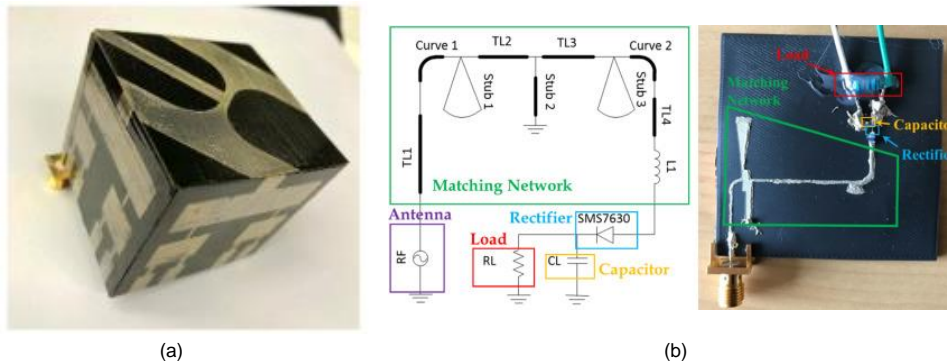 Curve 1
TL2
TL3
Curve 2
Stub 1
Stub 2
Stub 3
TL4
TL1
L1
Matching Network
Antenna
RF
Load
RL
Rectifier
SMS7630
CL
Capacitor
Load
Matching
Network
Capacito
Rectifie
(a)
(b)